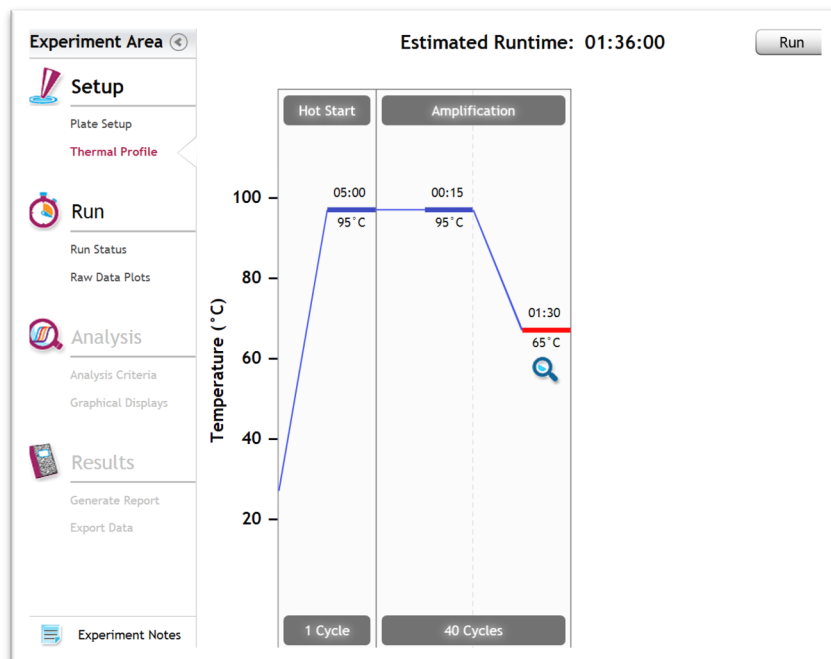 Experiment Area
Estimated Runtime: 01:36:00
Run
Setup
Plate Setup
Thermal Profile
Run
Run Status
Raw Data Plots
Analysis
Analysis Criteria
Graphical Displays
Results
Generate Report
Export Data
Experiment Notes
Hot Start
Amplification
Temperature (˚C)
100
80
60
40
20
05:00
95˚C
00:15
95˚C
01:30
65˚C
1 Cycle
40 Cycles